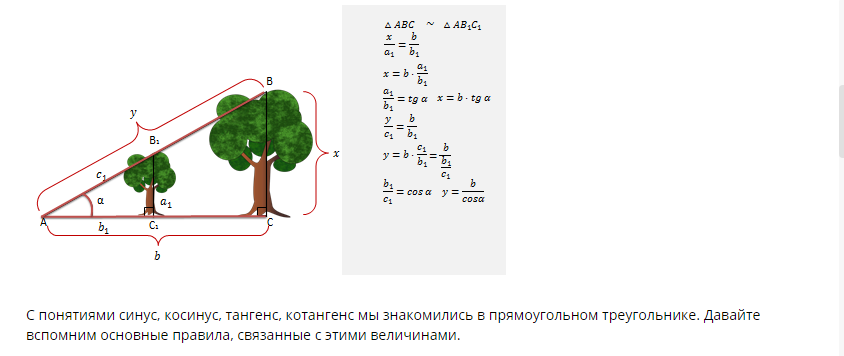 △ ABC ~ △ AB₁C₁
x/a₁ = b/b₁
x = b · a₁/b₁
a₁/b₁ = tg α x = b · tg α
y/c₁ = b/b₁
y = b · c₁/b₁ = b/(b₁/c₁)
b₁/c₁ = cos α y = b/cosα
B
y
B₁
x
c₁
α
a₁
A
b₁
C₁
C
b
С понятиями синус, косинус, тангенс, котангенс мы знакомились в прямоугольном треугольнике. Давайте
вспомним основные правила, связанные с этими величинами.